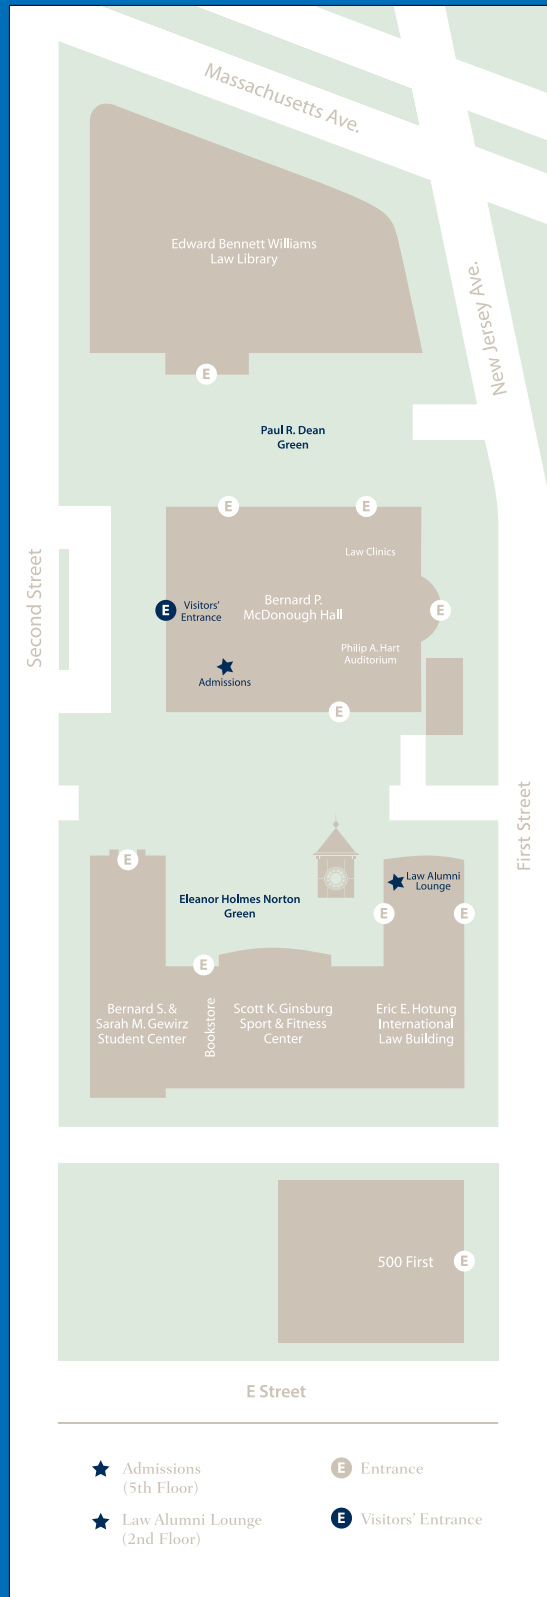 Massachusetts Ave.
Edward Bennett Williams
Law Library
New Jersey Ave.
E
Paul R. Dean
Green
E
E
Law Clinics
Second Street
E
Visitors'
Entrance
Bernard P.
McDonough Hall
E
Philip A. Hart
Auditorium
Admissions
E
First Street
E
Law Alumni
Lounge
Eleanor Holmes Norton
Green
E
E
E
Bernard S. &
Sarah M. Gewirz
Student Center
Bookstore
Scott K. Ginsburg
Sport & Fitness
Center
Eric E. Hotung
International
Law Building
500 First
E
E Street
Admissions
(5th Floor)
E Entrance
Law Alumni Lounge
(2nd Floor)
E Visitors' Entrance